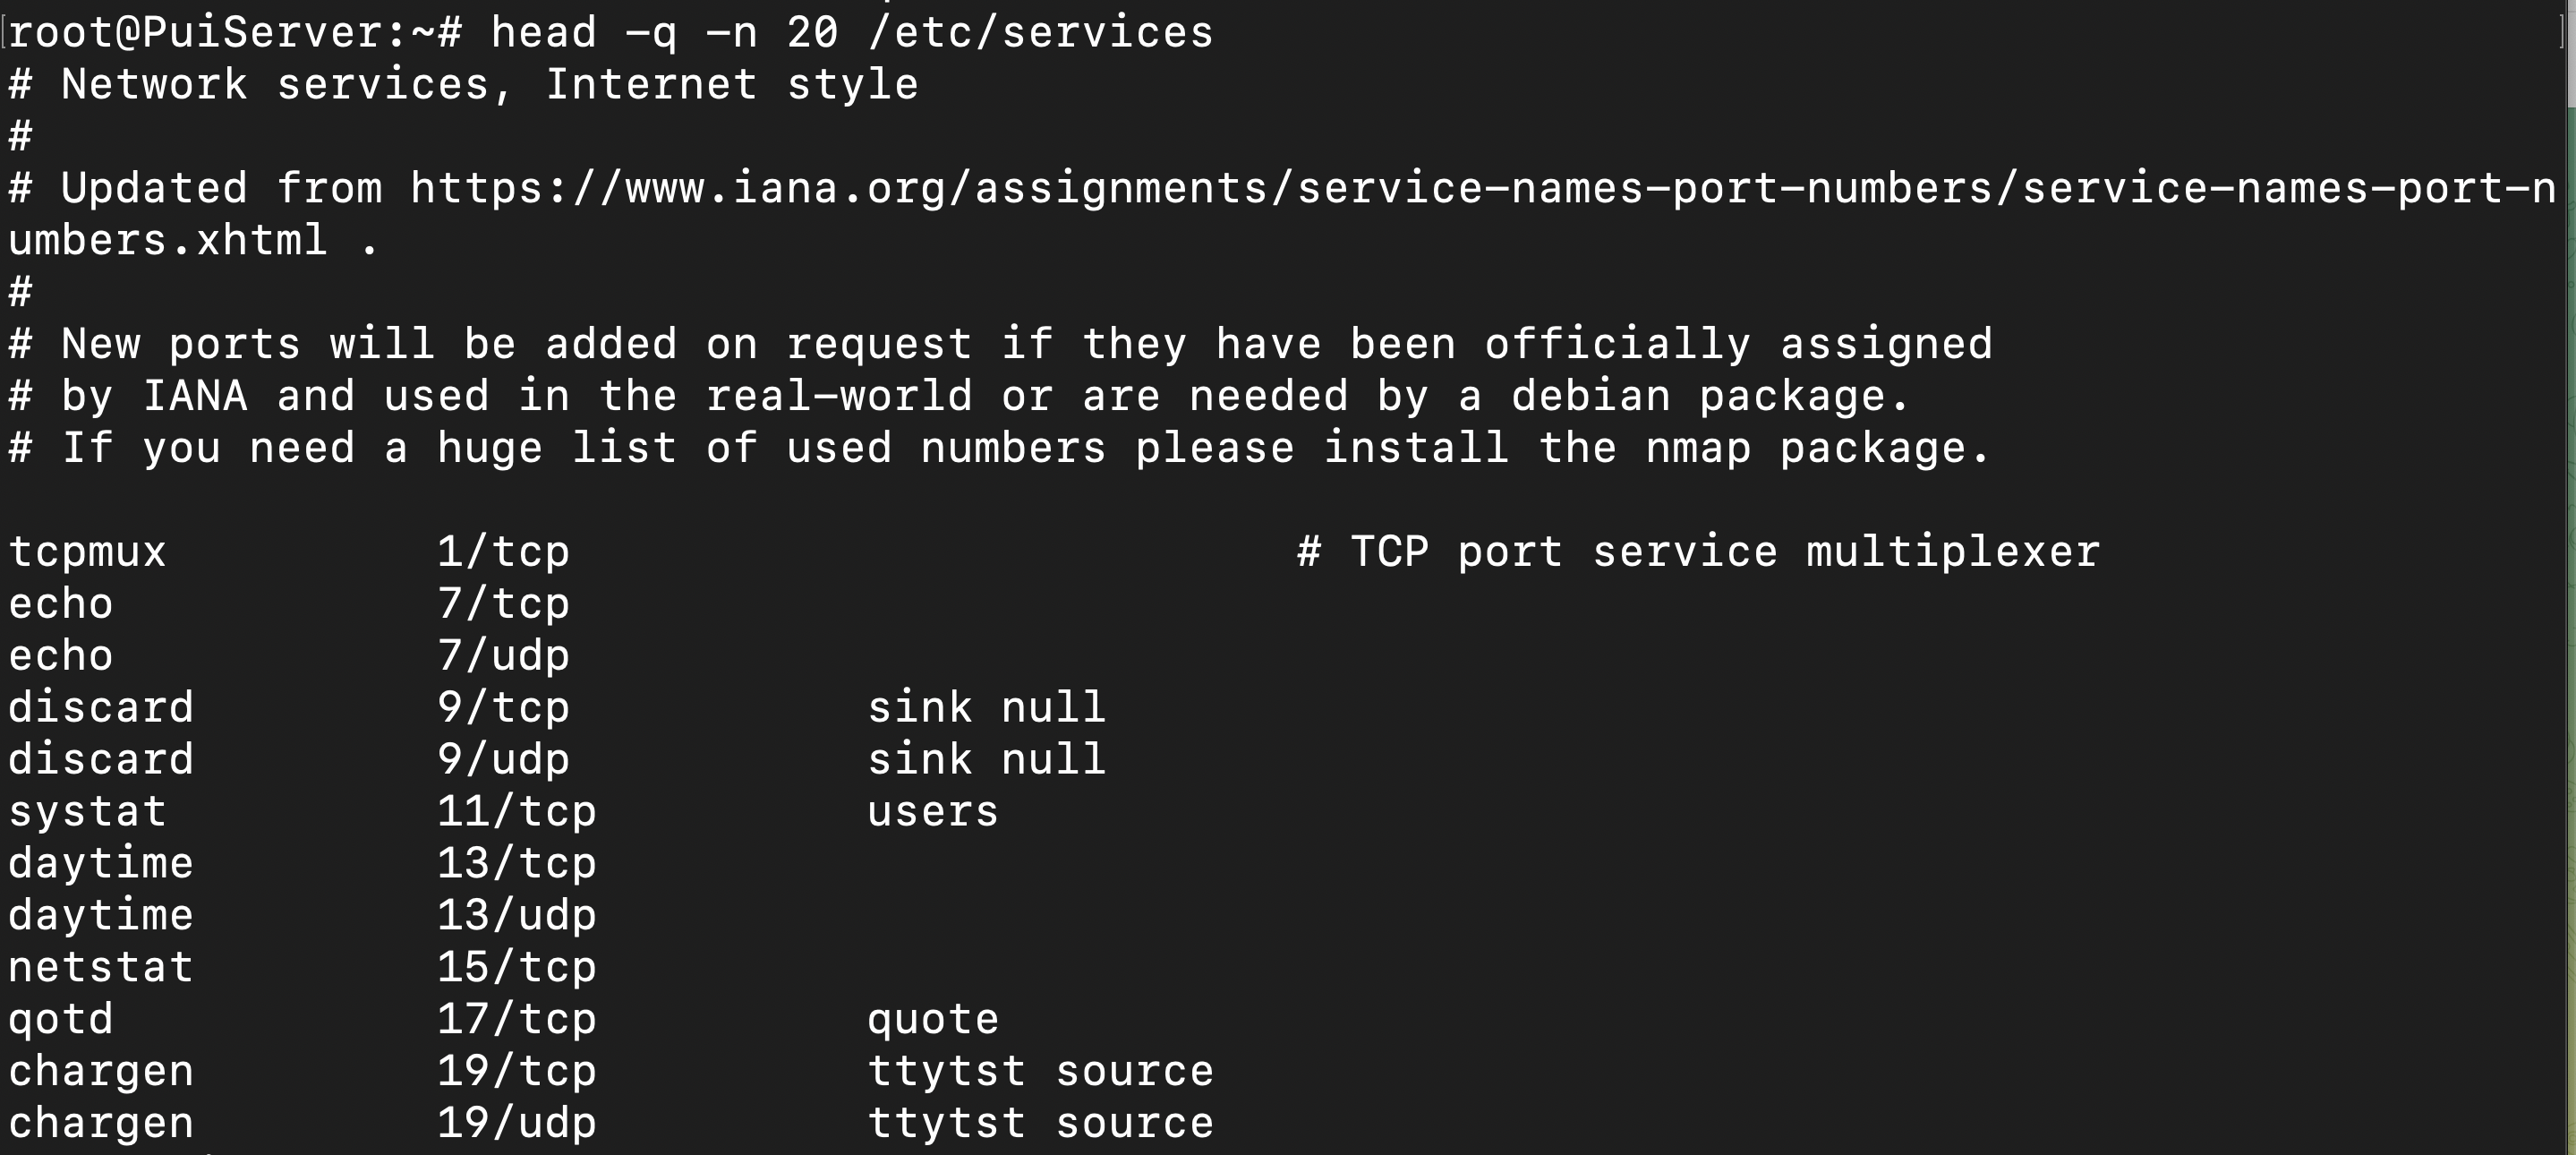 root@PuiServer:~# head -q -n 20 /etc/services
# Network services, Internet style
#
# Updated from https://www.iana.org/assignments/service-names-port-numbers/service-names-port-n
umbers.xhtml .
#
# New ports will be added on request if they have been officially assigned
# by IANA and used in the real-world or are needed by a debian package.
# If you need a huge list of used numbers please install the nmap package.

tcpmux          1/tcp                           # TCP port service multiplexer
echo            7/tcp
echo            7/udp
discard         9/tcp           sink null
discard         9/udp           sink null
systat          11/tcp          users
daytime         13/tcp
daytime         13/udp
netstat         15/tcp
qotd            17/tcp          quote
chargen         19/tcp          ttytst source
chargen         19/udp          ttytst source